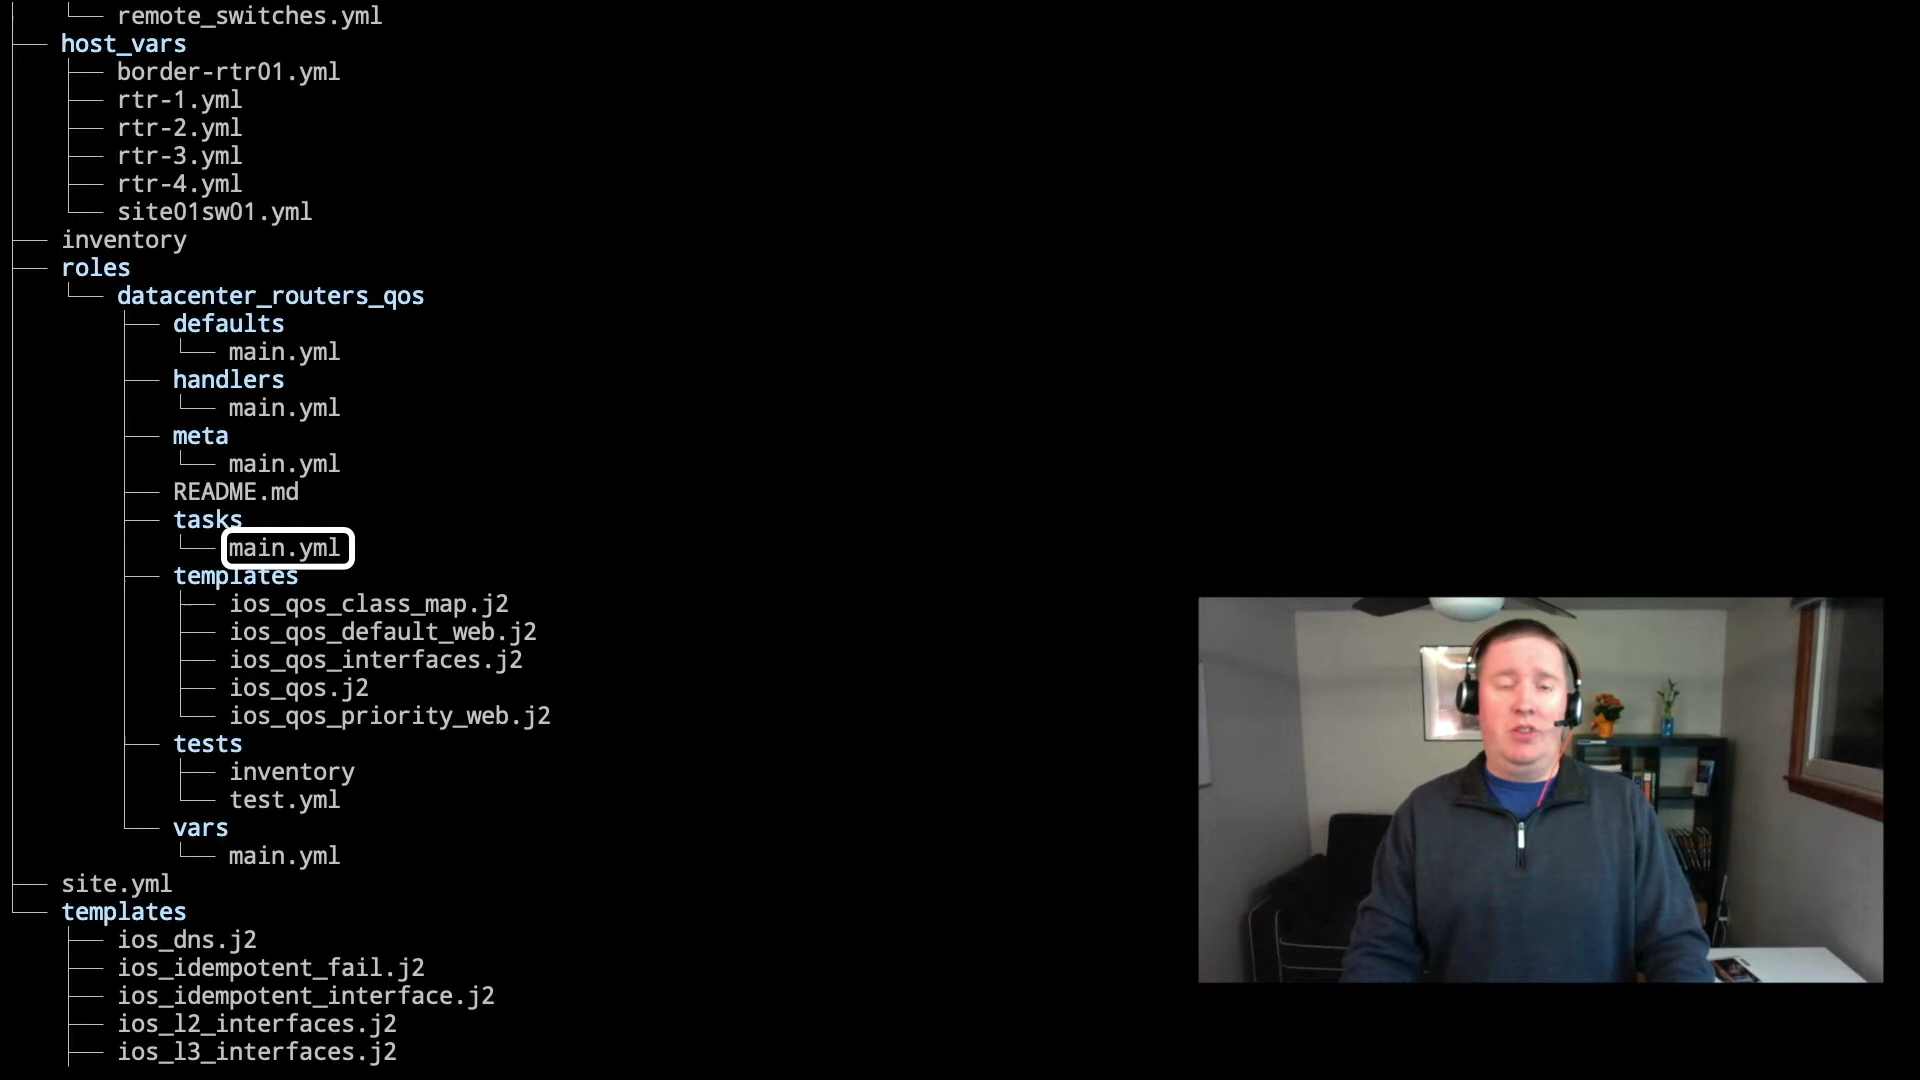 remote_switches.yml
host_vars
border-rtr01.yml
rtr-1.yml
rtr-2.yml
rtr-3.yml
rtr-4.yml
site01sw01.yml
inventory
roles
datacenter_routers_qos
defaults
main.yml
handlers
main.yml
meta
main.yml
README.md
tasks
main.yml
templates
ios_qos_class_map.j2
ios_qos_default_web.j2
ios_qos_interfaces.j2
ios_qos.j2
ios_qos_priority_web.j2
tests
inventory
test.yml
vars
main.yml
site.yml
templates
ios_dns.j2
ios_idempotent_fail.j2
ios_idempotent_interface.j2
ios_l2_interfaces.j2
ios_l3_interfaces.j2